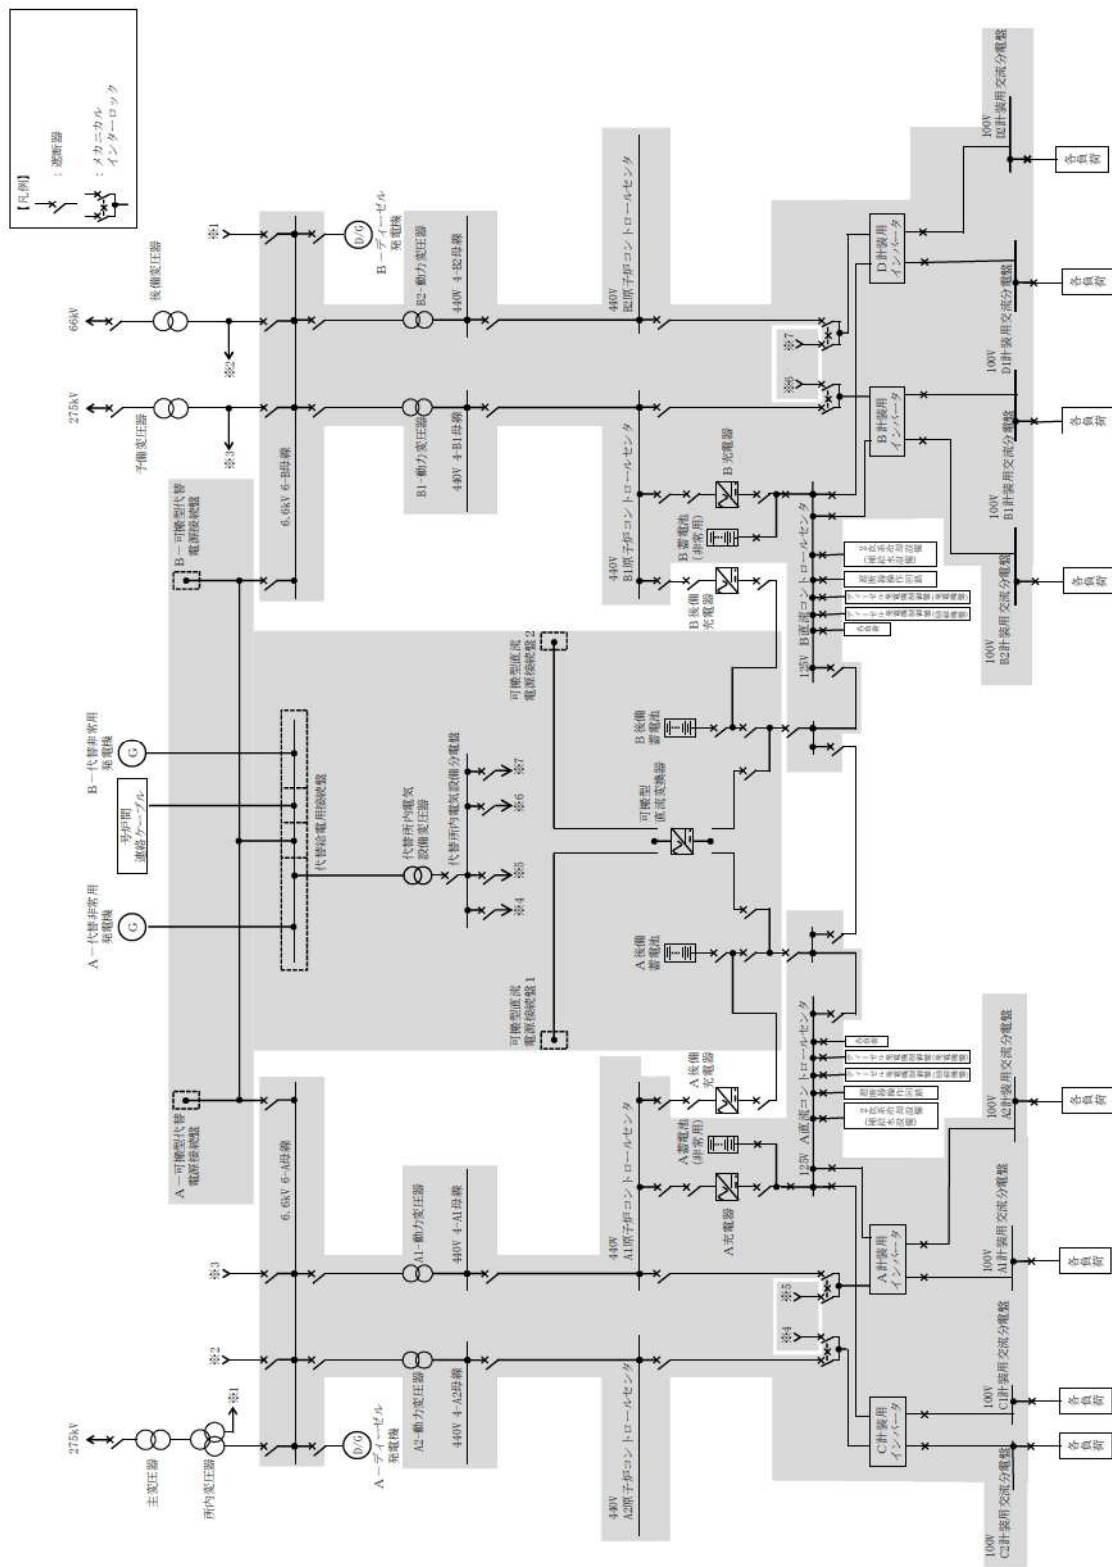 【凡例】
：遮断器
：メカニカル
インターロック
275kV
主変圧器
所内変圧器
※1
※2
※3
A－可搬型代替
電源接続盤
A－代替非常用
発電機
号炉間
連絡ケーブル
B－代替非常用
発電機
B－可搬型代替
電源接続盤
275kV
予備変圧器
※3
66kV
後備変圧器
※2
※1
6.6kV 6-A母線
代替給電用接続盤
6.6kV 6-B母線
D/G
A－ディーゼル
発電機
G
G
D/G
B－ディーゼル
発電機
A2-動力変圧器
A1-動力変圧器
代替所内電気
設備変圧器
B1-動力変圧器
B2-動力変圧器
440V 4-A2母線
440V 4-A1母線
代替所内電気設備分電盤
440V 4-B1母線
440V 4-B2母線
※4
※5
※6
※7
可搬型直流
電源接続盤1
可搬型直流
電源接続盤2
440V
A2原子炉コントロールセンタ
440V
A1原子炉コントロールセンタ
440V
B1原子炉コントロールセンタ
440V
B2原子炉コントロールセンタ
A充電器
A蓄電池
(非常用)
A後備
充電器
A後備
蓄電池
可搬型
直流変換器
B後備
蓄電池
B後備
充電器
B蓄電池
(非常用)
B充電器
※4
※5
※6
※7
125V
A直流コントロールセンタ
125V
B直流コントロールセンタ
遮断器操作回路
遮断器操作回路
C計装用
インバータ
A計装用
インバータ
B計装用
インバータ
D計装用
インバータ
100V
C2計装用交流分電盤
100V
C1計装用交流分電盤
100V
A1計装用交流分電盤
100V
A2計装用交流分電盤
100V
B2計装用交流分電盤
100V
B1計装用交流分電盤
100V
D1計装用交流分電盤
100V
D2計装用交流分電盤
各負荷
各負荷
各負荷
各負荷
各負荷
各負荷
各負荷
各負荷